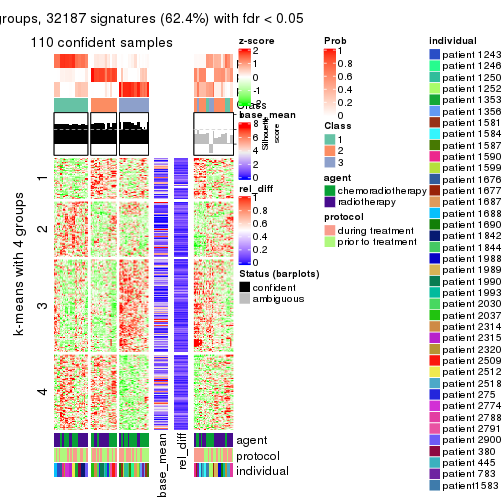 groups, 32187 signatures (62.4%) with fdr < 0.05
110 confident samples
k-means with 4 groups
1
2
3
4
Class
Silhouette
score
base_mean
rel_diff
agent
protocol
individual
z-score
2
1
0
-1
-2
base_mean
8
6
4
2
0
rel_diff
1
0.8
0.6
0.4
0.2
0
Status (barplots)
confident
ambiguous
Prob
1
0.8
0.6
0.4
0.2
0
Class
1
2
3
agent
chemoradiotherapy
radiotherapy
protocol
during treatment
prior to treatment
individual
patient 1243
patient 1246
patient 1250
patient 1252
patient 1353
patient 1356
patient 1581
patient 1584
patient 1587
patient 1590
patient 1599
patient 1676
patient 1677
patient 1687
patient 1688
patient 1690
patient 1842
patient 1844
patient 1988
patient 1989
patient 1990
patient 1993
patient 2030
patient 2037
patient 2314
patient 2315
patient 2320
patient 2509
patient 2512
patient 2518
patient 275
patient 2774
patient 2788
patient 2791
patient 2900
patient 380
patient 445
patient 783
patient1583